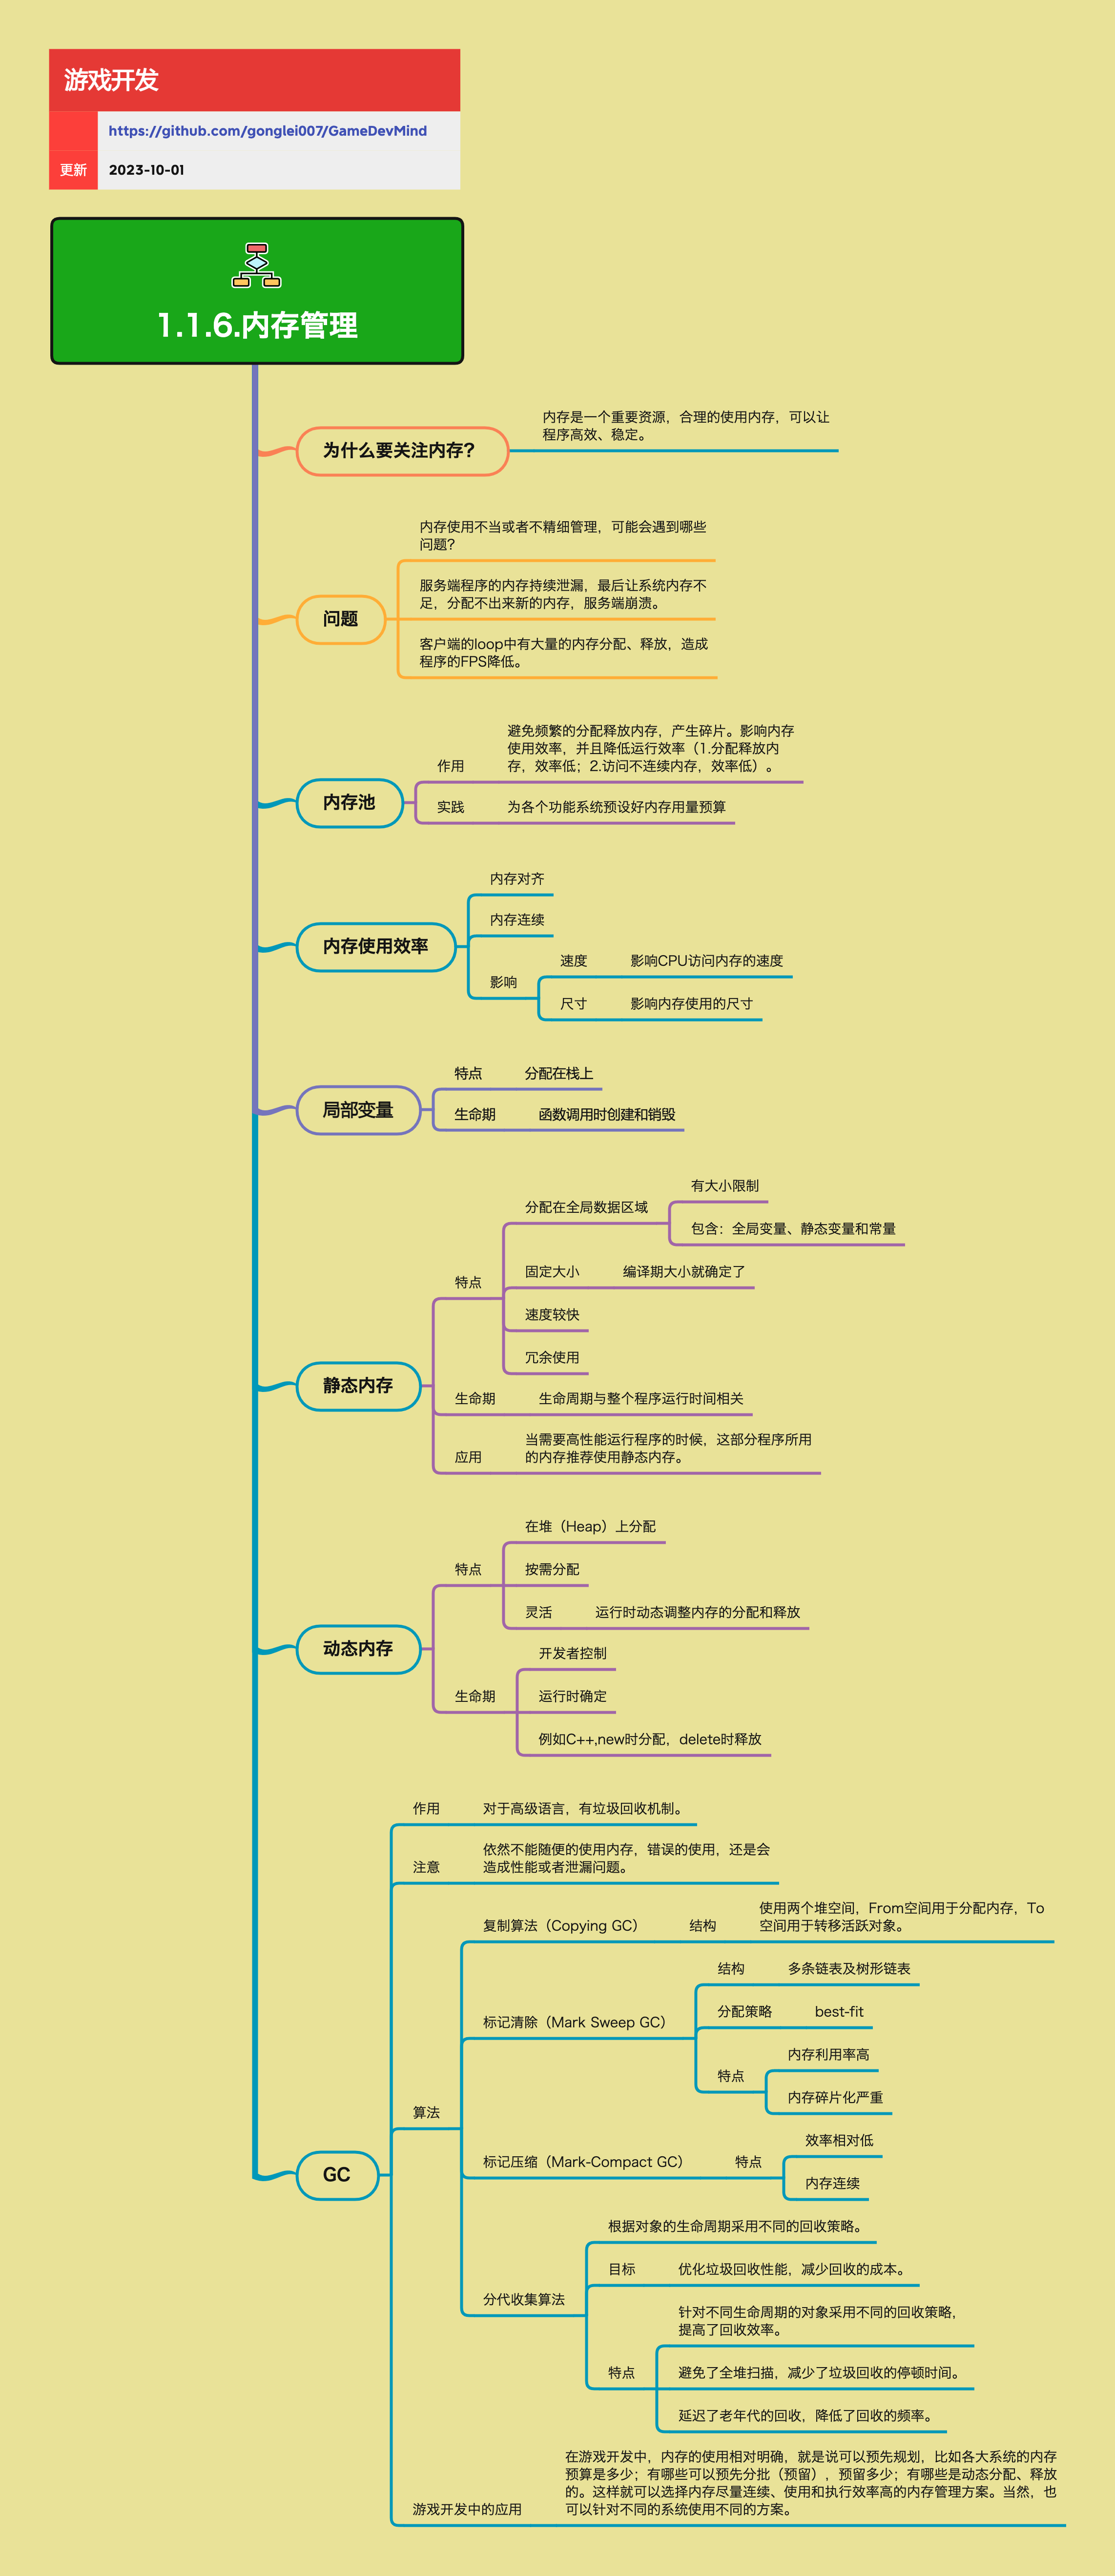 游戏开发
https://github.com/gonglei007/GameDevMind
更新
2023-10-01
1.1.6.内存管理
为什么要关注内存?
内存是一个重要资源，合理的使用内存，可以让
程序高效、稳定。
问题
内存使用不当或者不精细管理，可能会遇到哪些
问题?
服务端程序的内存持续泄漏，最后让系统内存不
足，分配不出来新的内存，服务端崩溃。
客户端的loop中有大量的内存分配、释放，造成
程序的FPS降低。
内存池
作用
避免频繁的分配释放内存，产生碎片。影响内存
使用效率，并且降低运行效率（1.分配释放内
存，效率低；2.访问不连续内存，效率低）。
实践
为各个功能系统预设好内存用量预算
内存使用效率
内存对齐
内存连续
影响
速度
影响CPU访问内存的速度
尺寸
影响内存使用的尺寸
局部变量
特点
分配在栈上
生命期
函数调用时创建和销毁
静态内存
特点
分配在全局数据区域
有大小限制
包含：全局变量、静态变量和常量
固定大小
编译期大小就确定了
速度较快
冗余使用
生命期
生命周期与整个程序运行时间相关
应用
当需要高性能运行程序的时候，这部分程序所用
的内存推荐使用静态内存。
动态内存
特点
在堆（Heap）上分配
按需分配
灵活
运行时动态调整内存的分配和释放
生命期
开发者控制
运行时确定
例如C++,new时分配，delete时释放
GC
作用
对于高级语言，有垃圾回收机制。
注意
依然不能随便的使用内存，错误的使用，还是会
造成性能或者泄漏问题。
算法
复制算法（Copying GC）
结构
使用两个堆空间，From空间用于分配内存，To
空间用于转移活跃对象。
标记清除（Mark Sweep GC）
结构
多条链表及树形链表
分配策略
best-fit
特点
内存利用率高
内存碎片化严重
标记压缩（Mark-Compact GC）
特点
效率相对低
内存连续
分代收集算法
根据对象的生命周期采用不同的回收策略。
目标
优化垃圾回收性能，减少回收的成本。
特点
针对不同生命周期的对象采用不同的回收策略，
提高了回收效率。
避免了全堆扫描，减少了垃圾回收的停顿时间。
延迟了老年代的回收，降低了回收的频率。
游戏开发中的应用
在游戏开发中，内存的使用相对明确，就是说可以预先规划，比如各大系统的内存
预算是多少；有哪些可以预先分批（预留），预留多少；有哪些是动态分配、释放
的。这样就可以选择内存尽量连续、使用和执行效率高的内存管理方案。当然，也
可以针对不同的系统使用不同的方案。